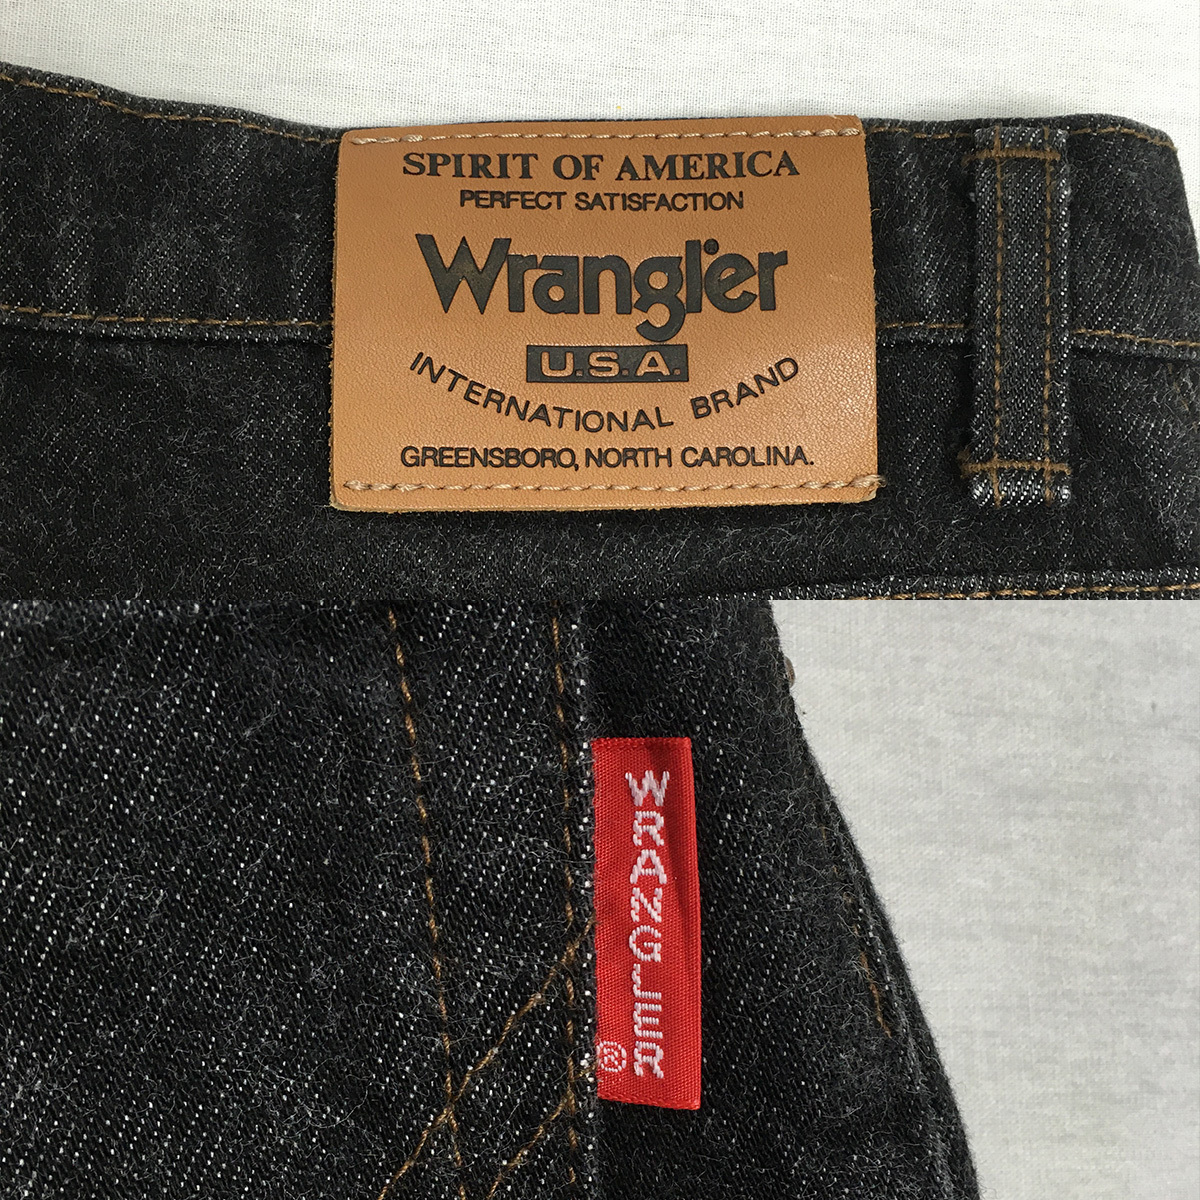 SPIRIT OF AMERICA
PERFECT SATISFACTION
Wrangler
U.S.A.
INTERNATIONAL BRAND
GREENSBORO, NORTH CAROLINA.
WRANGLER
®